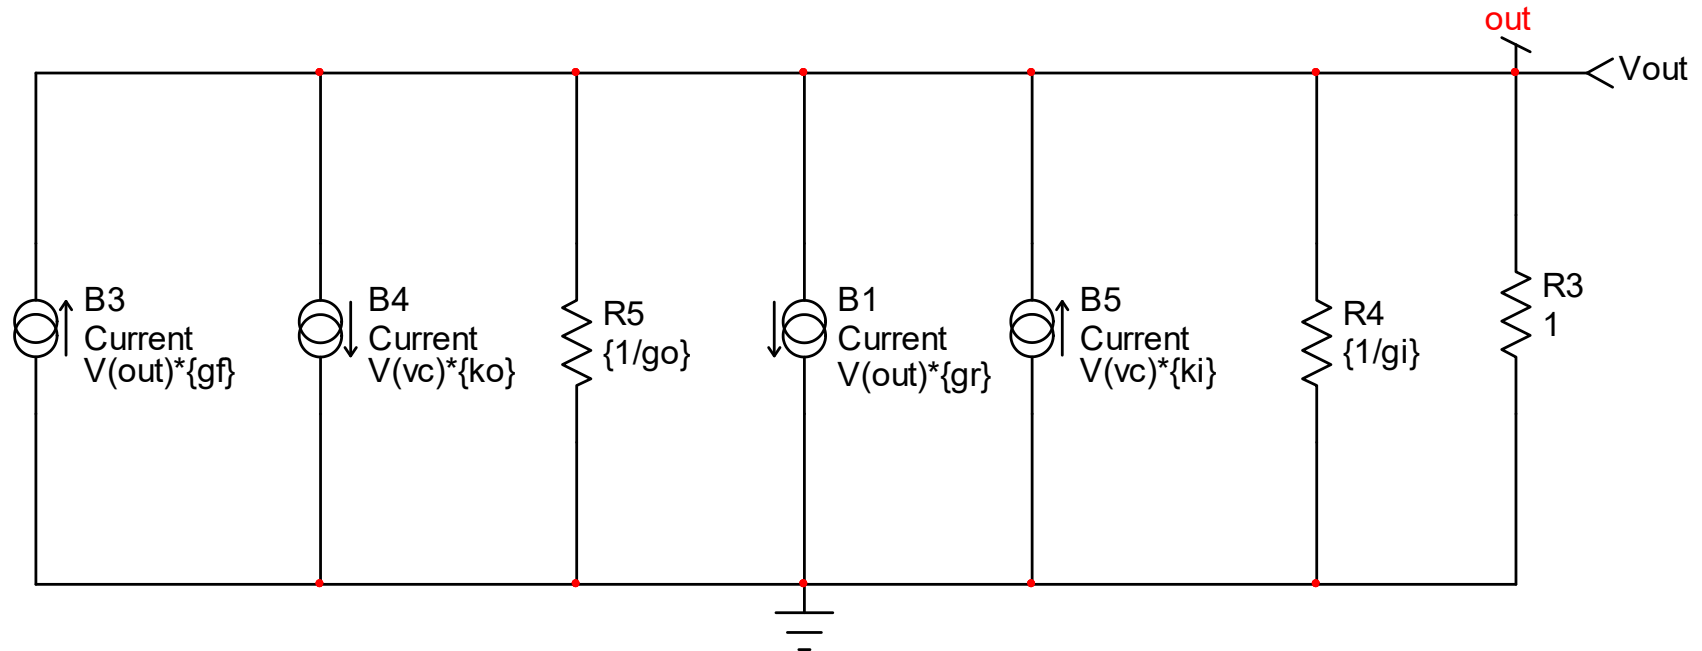 out
Vout
B3
Current
V(out)*{gf}
B4
Current
V(vc)*{ko}
R5
{1/go}
B1
Current
V(out)*{gr}
B5
Current
V(vc)*{ki}
R4
{1/gi}
R3
1